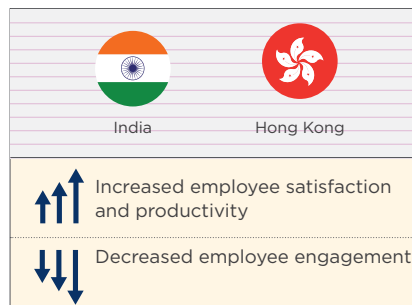 India
Hong Kong
Increased employee satisfaction
and productivity
Decreased employee engagement